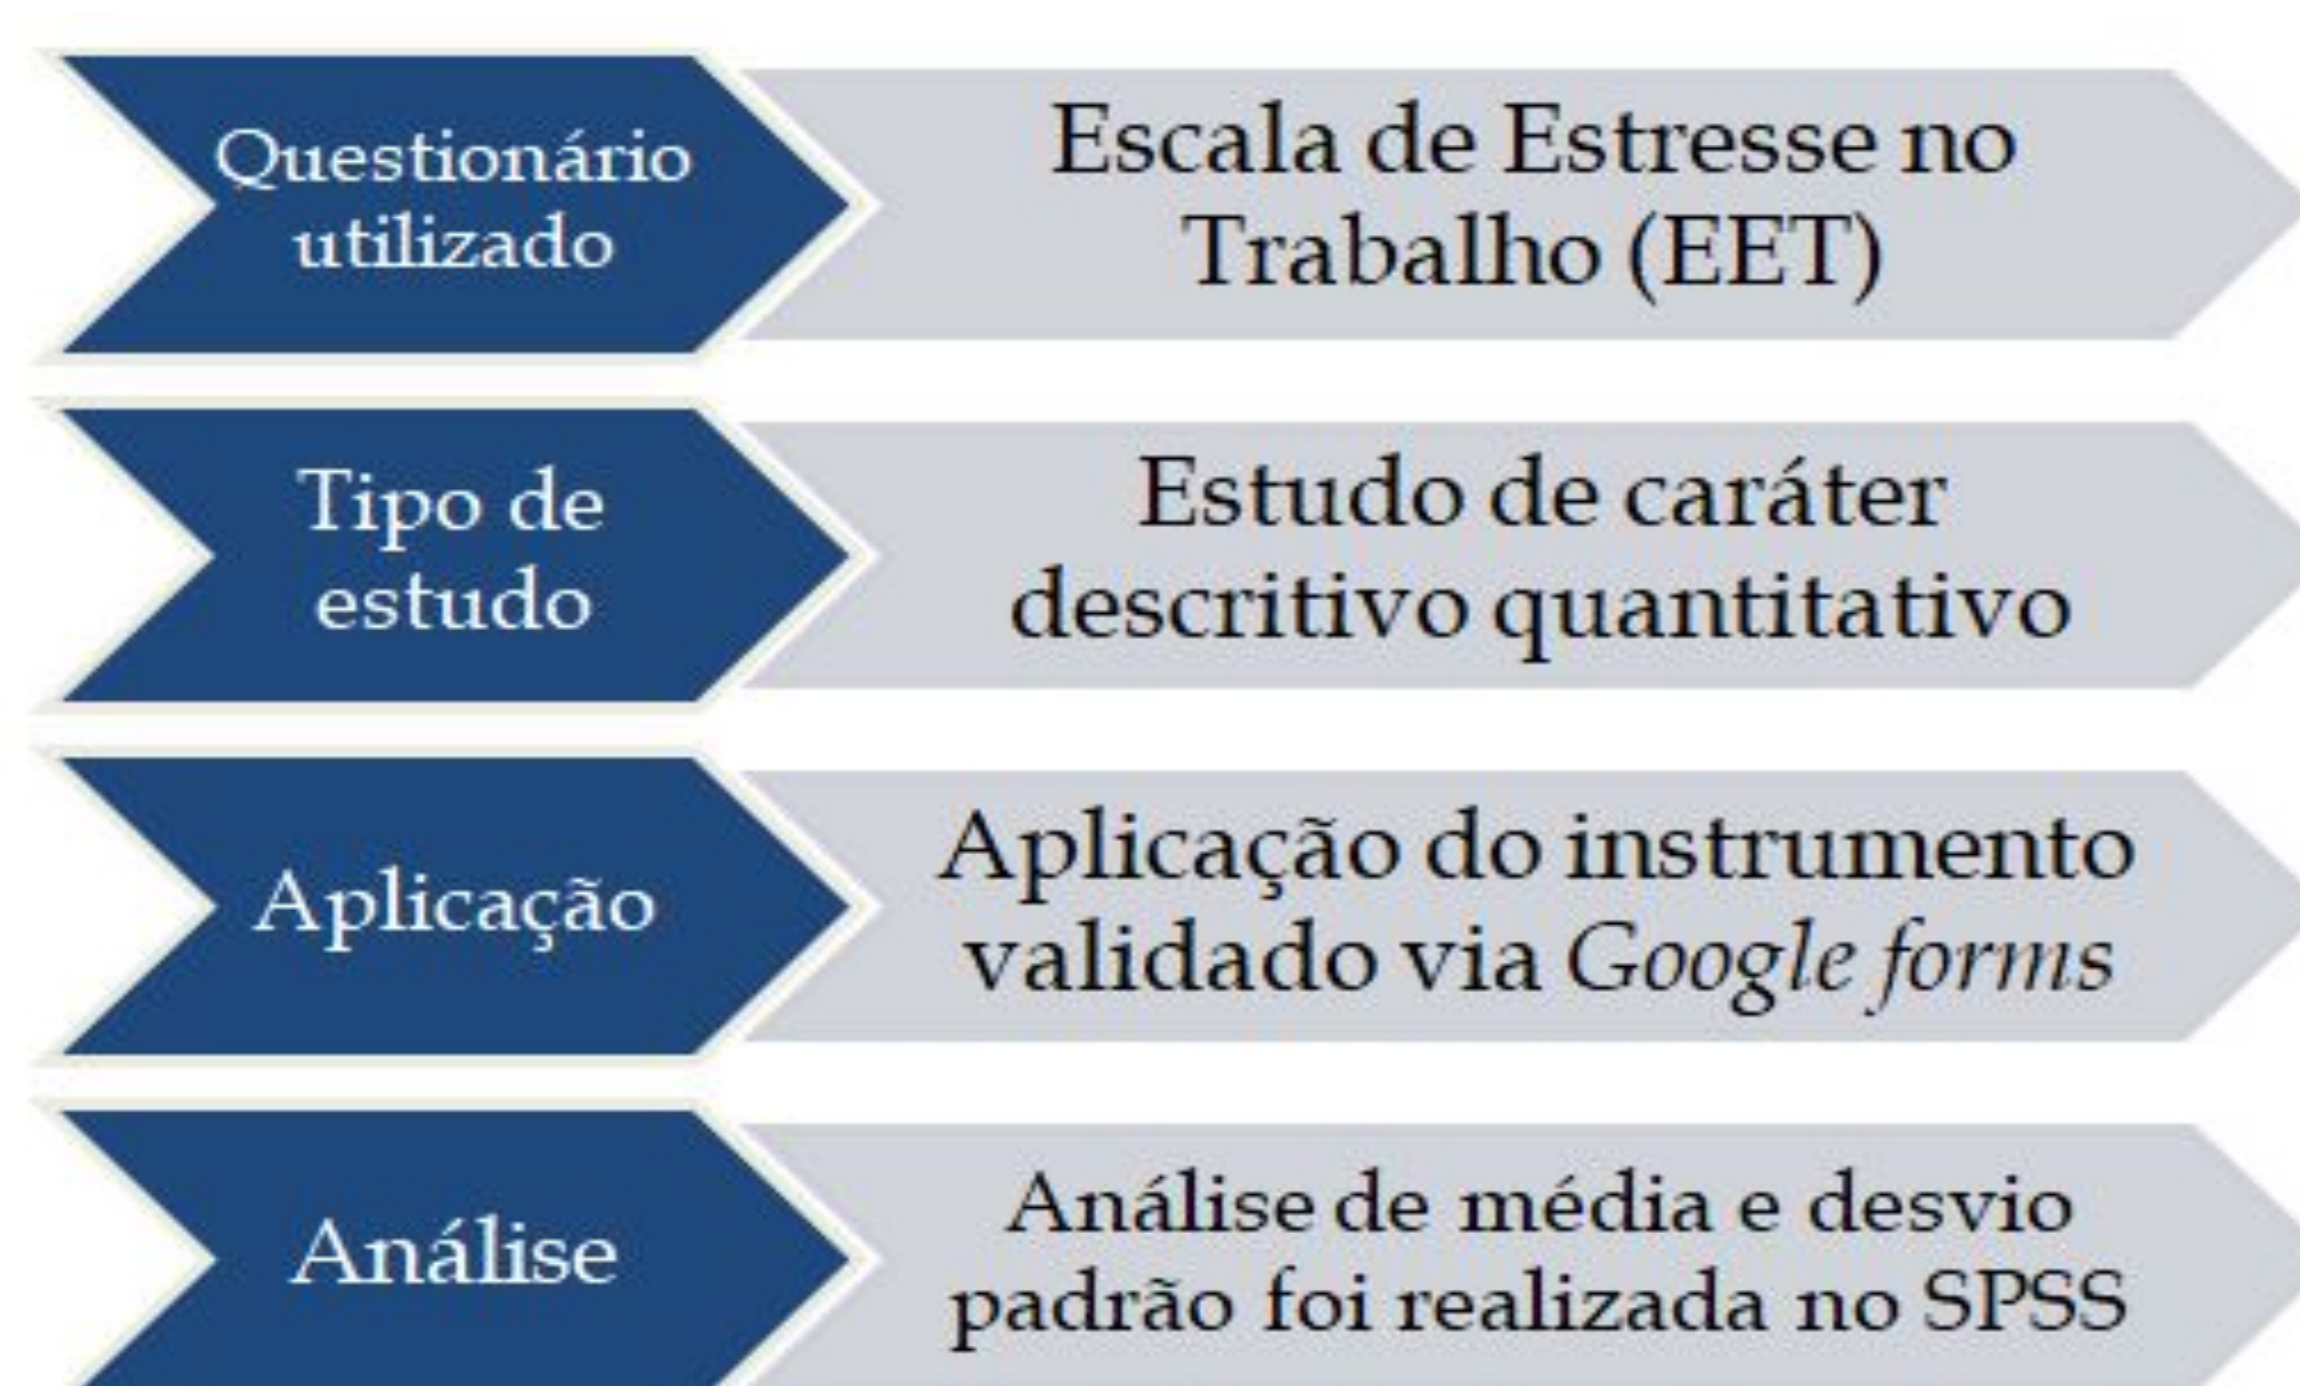 Questionário
utilizado
Escala de Estresse no
Trabalho (EET)
Tipo de
estudo
Estudo de caráter
descritivo quantitativo
Aplicação
Aplicação do instrumento
validado via Google forms
Análise
Análise de média e desvio
padrão foi realizada no SPSS